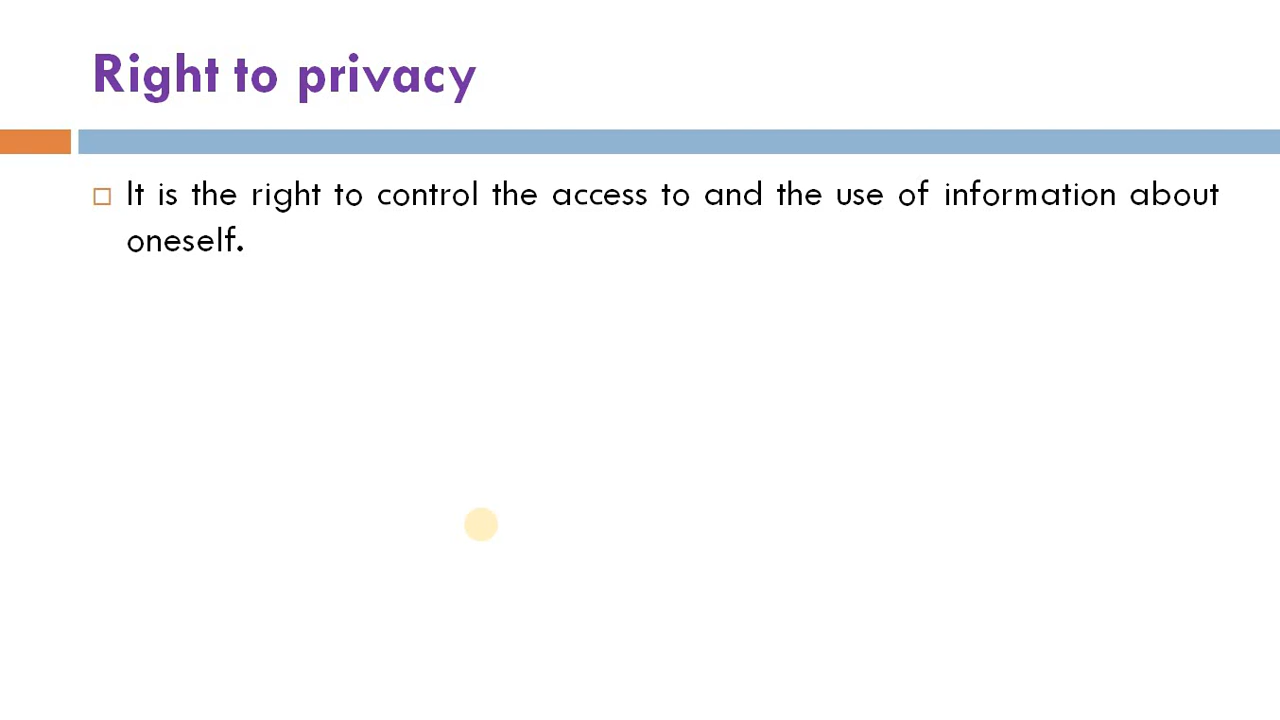 Right to privacy
It is the right to control the access to and the use of information about
oneself.